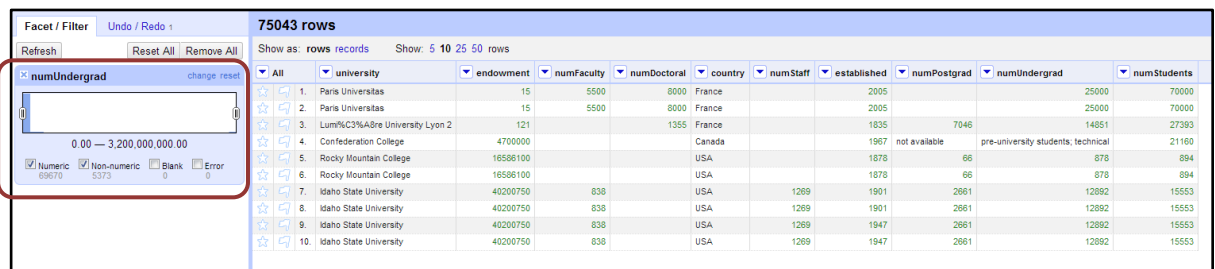 Facet / Filter Undo / Redo 1
Refresh Reset All Remove All
numUndergrad change reset
0.00 — 3,200,000,000.00
Numeric Non-numeric Blank Error
69670 5373 0 0
75043 rows
Show as: rows records Show: 5 10 25 50 rows
All university endowment numFaculty numDoctoral country numStaff established numPostgrad numUndergrad numStudents
1. Paris Universitas 15 5500 8000 France 2005 25000 70000
2. Paris Universitas 15 5500 8000 France 2005 25000 70000
3. Lumi%C3%A8re University Lyon 2 121 1355 France 1835 7046 14851 27393
4. Confederation College 4700000 Canada 1967 not available pre-university students; technical 21160
5. Rocky Mountain College 16586100 USA 1878 66 878 894
6. Rocky Mountain College 16586100 USA 1878 66 878 894
7. Idaho State University 40200750 838 USA 1269 1901 2661 12892 15553
8. Idaho State University 40200750 838 USA 1269 1901 2661 12892 15553
9. Idaho State University 40200750 838 USA 1269 1947 2661 12892 15553
10. Idaho State University 40200750 838 USA 1269 1947 2661 12892 15553